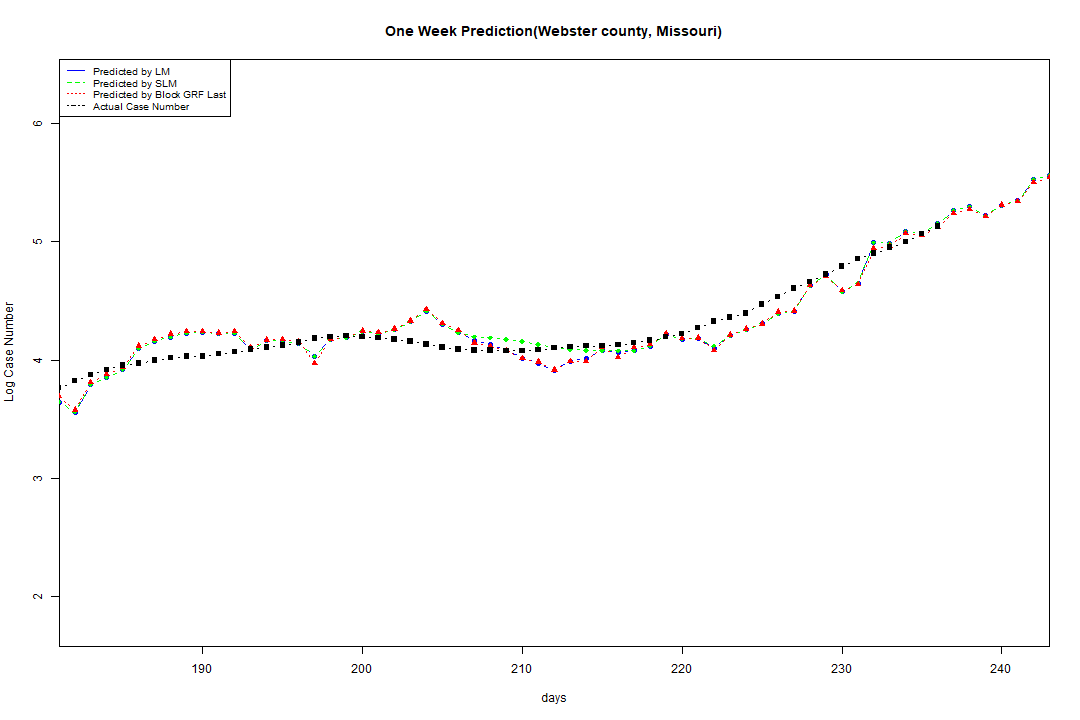 One Week Prediction(Webster county, Missouri)
Predicted by LM
Predicted by SLM
Predicted by Block GRF Last
Actual Case Number
6
5
4
3
2
Log Case Number
190 200 210 220 230 240
days